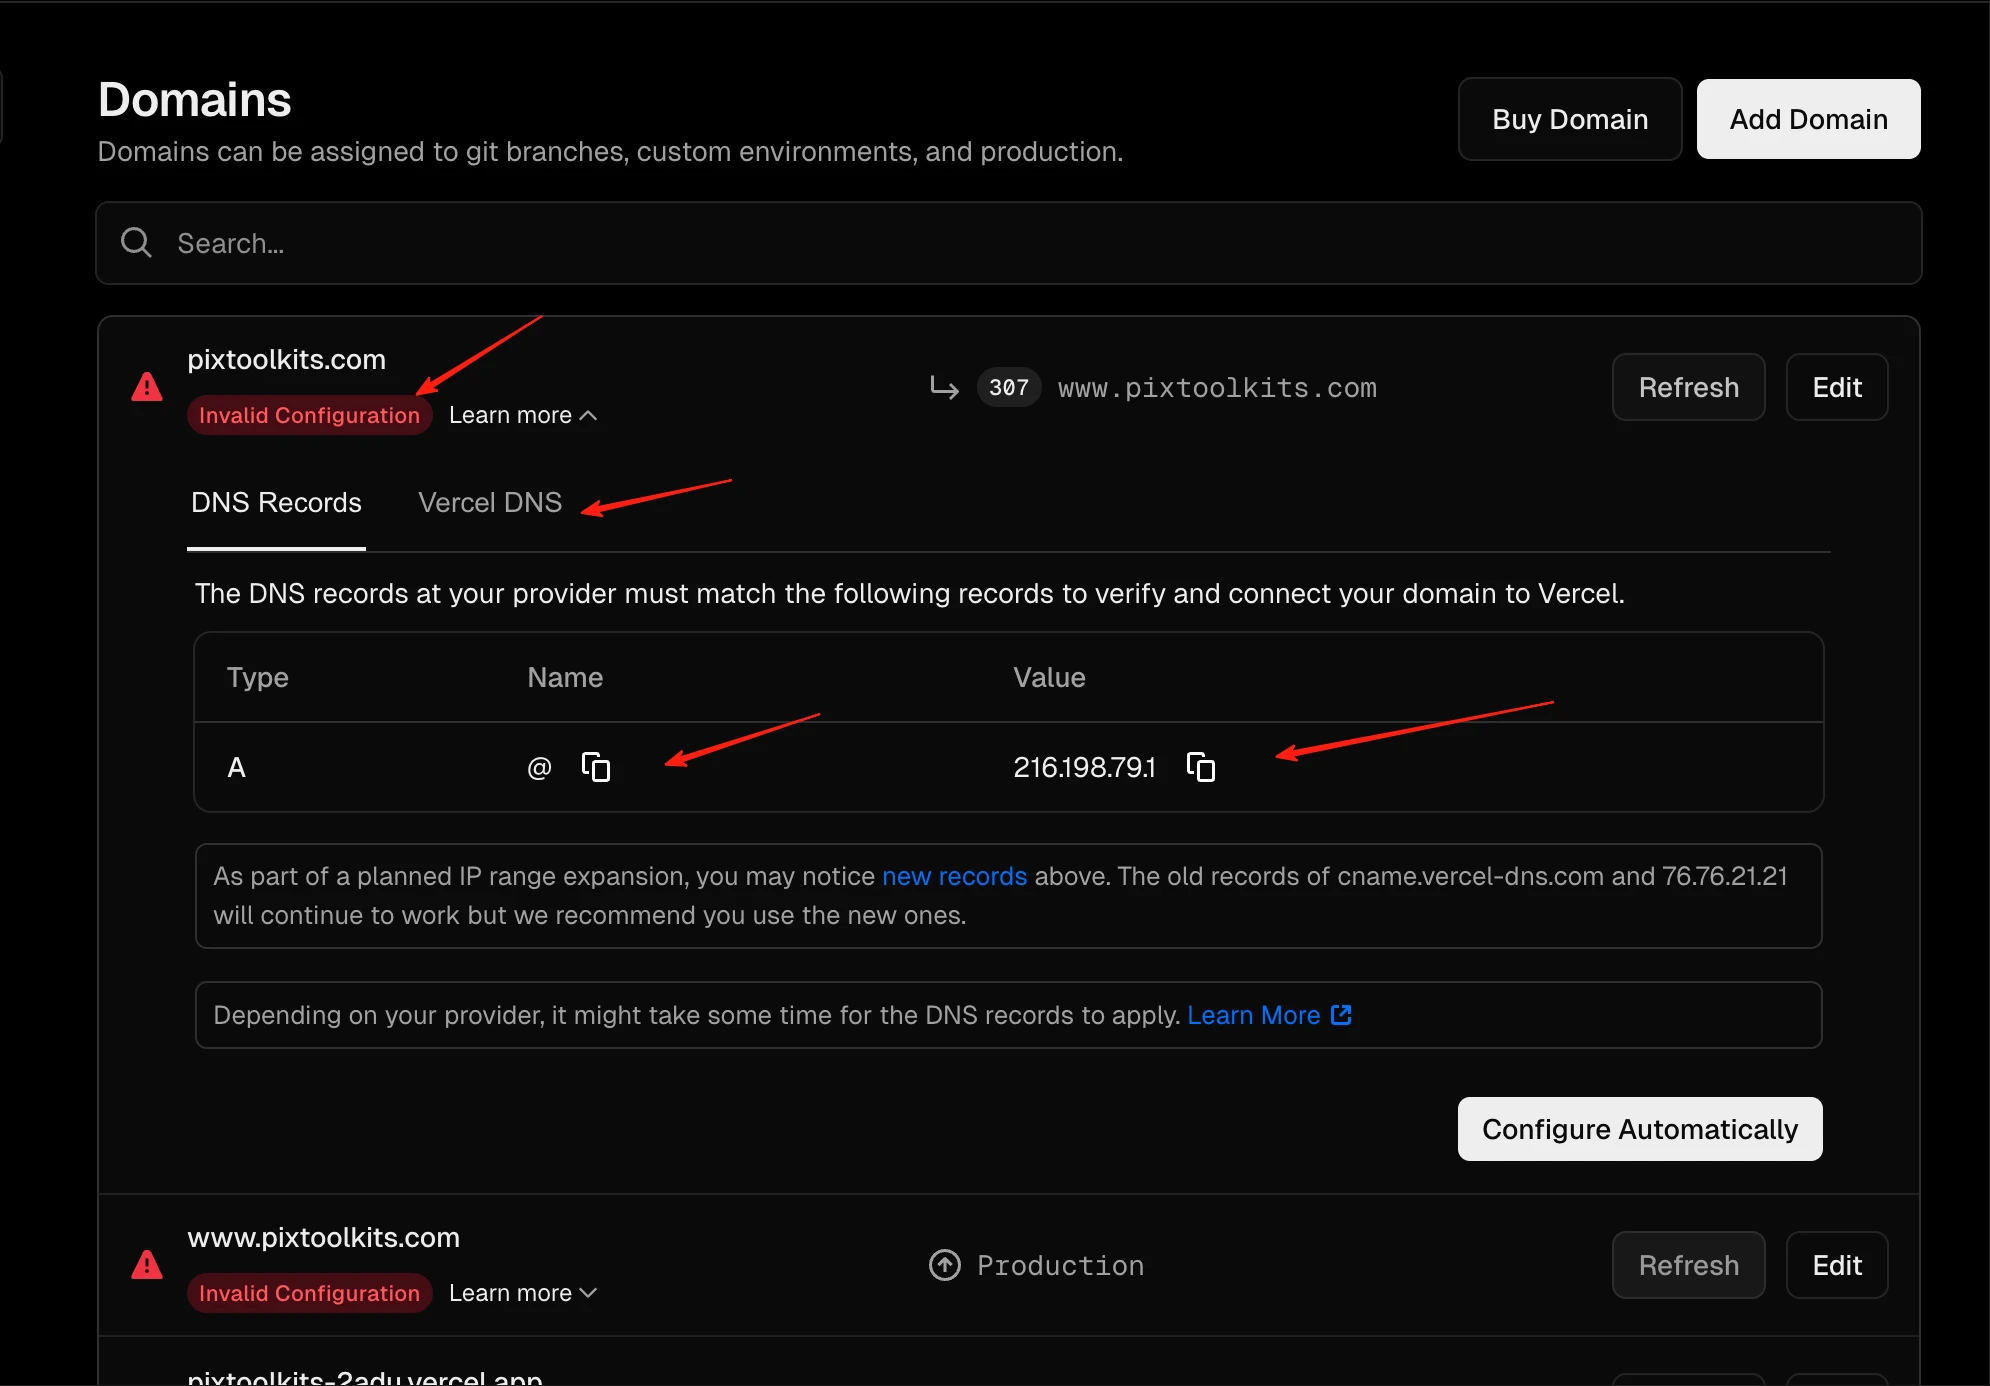 Domains
Domains can be assigned to git branches, custom environments, and production.
Buy Domain
Add Domain
Search...
pixtoolkits.com
Invalid Configuration
Learn more
307
www.pixtoolkits.com
Refresh
Edit
DNS Records
Vercel DNS
The DNS records at your provider must match the following records to verify and connect your domain to Vercel.
Type
Name
Value
A
@
216.198.79.1
As part of a planned IP range expansion, you may notice new records above. The old records of cname.vercel-dns.com and 76.76.21.21
will continue to work but we recommend you use the new ones.
Depending on your provider, it might take some time for the DNS records to apply. Learn More
Configure Automatically
www.pixtoolkits.com
Invalid Configuration
Learn more
Production
Refresh
Edit
pixtoolkits-2adu.vercel.app